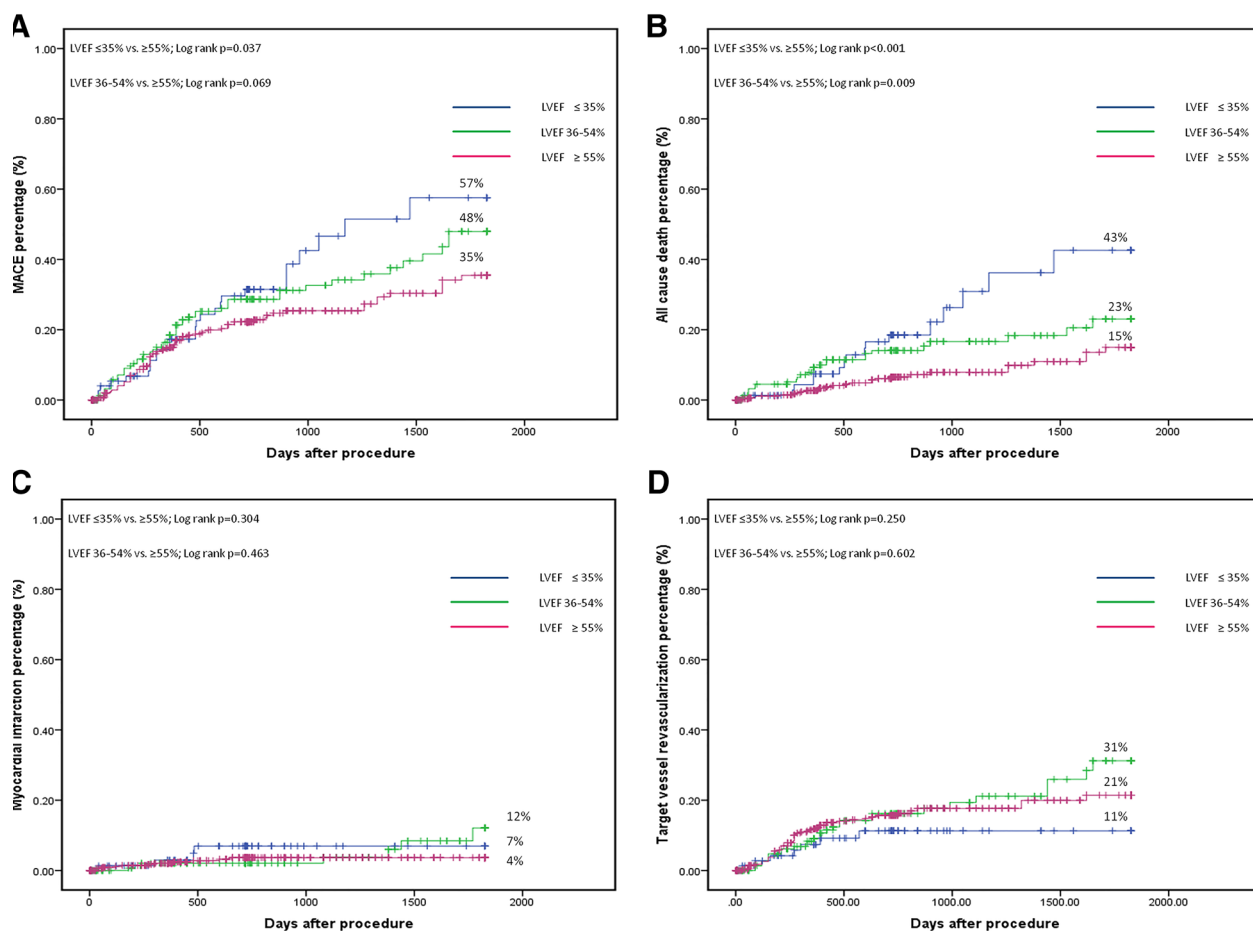 A
MACE percentage (%)
LVEF ≤35% vs. ≥55%; Log rank p=0.037
LVEF 36-54% vs. ≥55%; Log rank p=0.069
LVEF ≤ 35%
LVEF 36-54%
LVEF ≥ 55%
1.00
0.80
0.60
0.40
0.20
0.00
57%
48%
35%
0 500 1000 1500 2000
Days after procedure
B
All cause death percentage (%)
LVEF ≤35% vs. ≥55%; Log rank p<0.001
LVEF 36-54% vs. ≥55%; Log rank p=0.009
LVEF ≤ 35%
LVEF 36-54%
LVEF ≥ 55%
1.00
0.80
0.60
0.40
0.20
0.00
43%
23%
15%
0 500 1000 1500 2000
Days after procedure
C
Myocardial infarction percentage (%)
LVEF ≤35% vs. ≥55%; Log rank p=0.304
LVEF 36-54% vs. ≥55%; Log rank p=0.463
LVEF ≤ 35%
LVEF 36-54%
LVEF ≥ 55%
1.00
0.80
0.60
0.40
0.20
0.00
12%
7%
4%
0 500 1000 1500 2000
Days after procedure
D
Target vessel revascularization percentage (%)
LVEF ≤35% vs. ≥55%; Log rank p=0.250
LVEF 36-54% vs. ≥55%; Log rank p=0.602
LVEF ≤ 35%
LVEF 36-54%
LVEF ≥ 55%
1.00
0.80
0.60
0.40
0.20
0.00
31%
21%
11%
.00 500.00 1000.00 1500.00 2000.00
Days after procedure